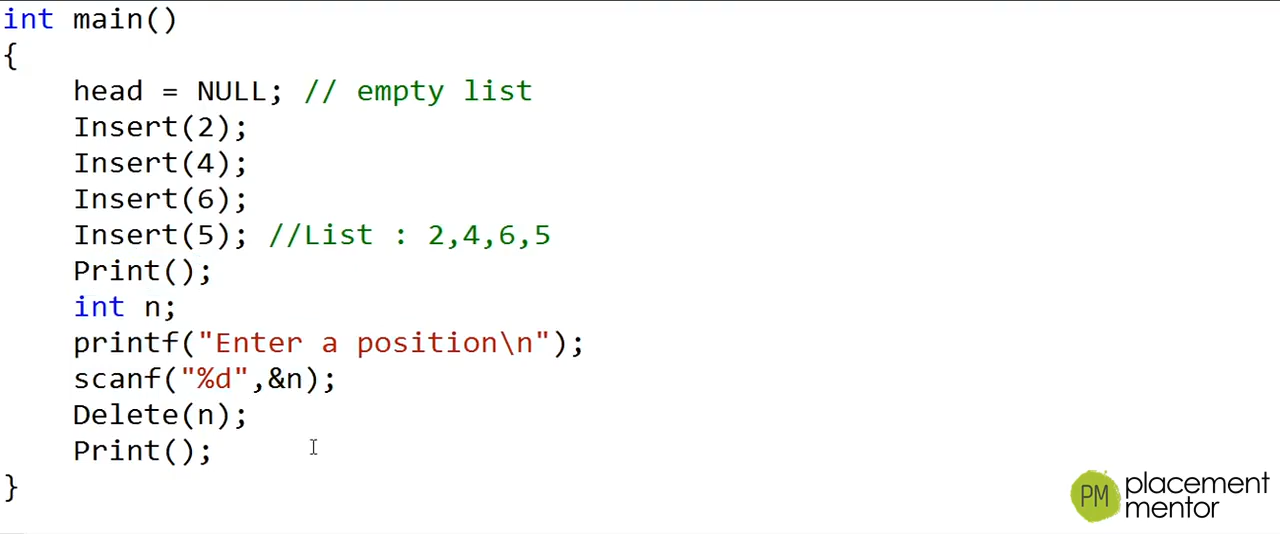 int main()
{
head = NULL; // empty list
Insert(2);
Insert(4);
Insert(6);
Insert(5); //List : 2,4,6,5
Print();
int n;
printf("Enter a position\n");
scanf("%d",&n);
Delete(n);
Print();
}
PM
placement
mentor